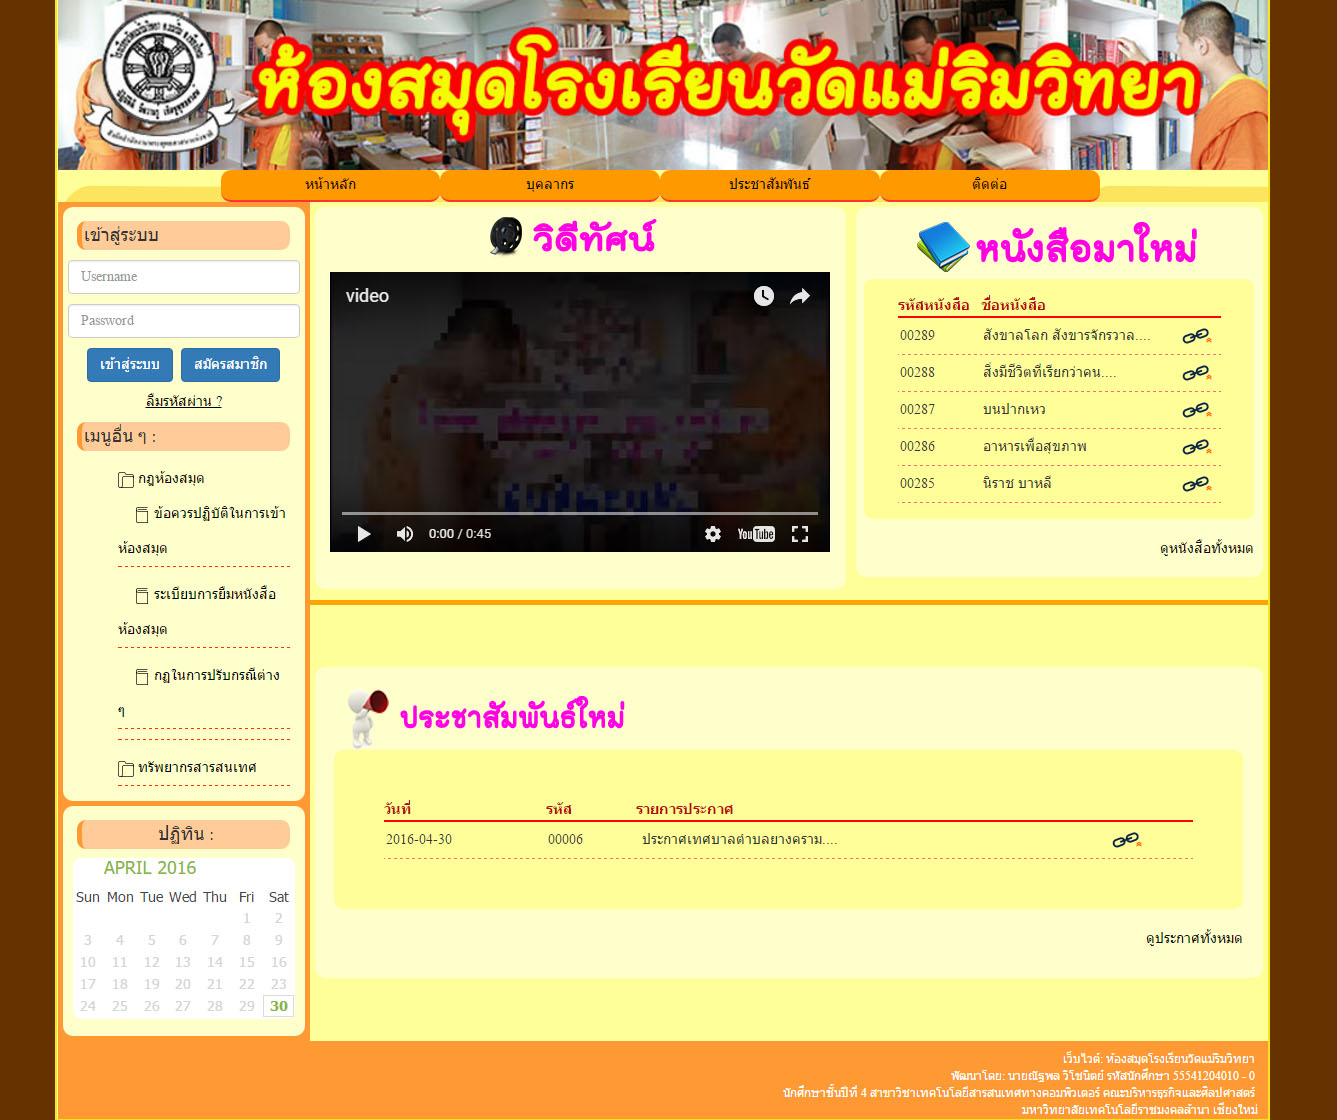 ห้องสมุดโรงเรียนวัดแม่ริมวิทยา
หน้าหลัก บุคลากร ประชาสัมพันธ์ ติดต่อ
เข้าสู่ระบบ
Username
Password
เข้าสู่ระบบ สมัครสมาชิก
ลืมรหัสผ่าน ?
เมนูอื่น ๆ :
กฎห้องสมุด
ข้อควรปฏิบัติในการเข้า
ห้องสมุด
ระเบียบการยืมหนังสือ
ห้องสมุด
กฎในการปรับกรณีต่าง
ๆ
ทรัพยากรสารสนเทศ
ปฏิทิน :
APRIL 2016
Sun Mon Tue Wed Thu Fri Sat
1 2
3 4 5 6 7 8 9
10 11 12 13 14 15 16
17 18 19 20 21 22 23
24 25 26 27 28 29 30
วิดีทัศน์
video
0:00 / 0:45
YouTube
หนังสือมาใหม่
รหัสหนังสือ ชื่อหนังสือ
00289 สังขาลโลก สังขารจักรวาล....
00288 สิ่งมีชีวิตที่เรียกว่าคน....
00287 บนปากเหว
00286 อาหารเพื่อสุขภาพ
00285 นิราช บาหลี
ดูหนังสือทั้งหมด
ประชาสัมพันธ์ใหม่
วันที่ รหัส รายการประกาศ
2016-04-30 00006 ประกาศเทศบาลตำบลยางคราม....
ดูประกาศทั้งหมด
เว็บไวต์: ห้องสมุดโรงเรียนวัดแม่ริมวิทยา
พัฒนาโดย: นายณัฐพล วิโชนิตย์ รหัสนักศึกษา 55541204010 - 0
นักศึกษาชั้นปีที่ 4 สาขาวิชาเทคโนโลยีสารสนเทศทางคอมพิวเตอร์ คณะบริหารธุรกิจและศิลปศาสตร์
มหาวิทยาลัยเทคโนโลยีราชมงคลล้านา เชียงใหม่